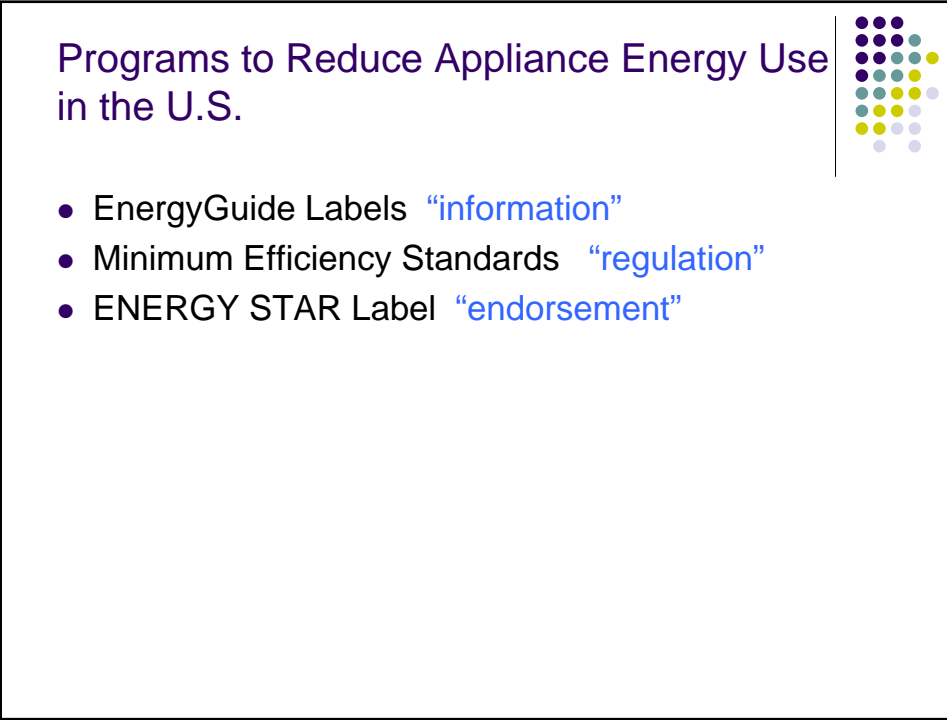 Programs to Reduce Appliance Energy Use
in the U.S.
● EnergyGuide Labels “information”
● Minimum Efficiency Standards “regulation”
● ENERGY STAR Label “endorsement”